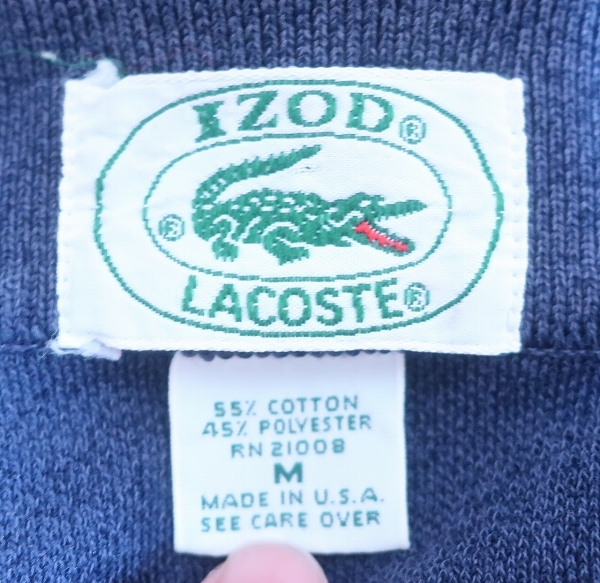 IZOD®
®
LACOSTE®
55% COTTON
45% POLYESTER
RN 21008
M
MADE IN U.S.A.
SEE CARE OVER